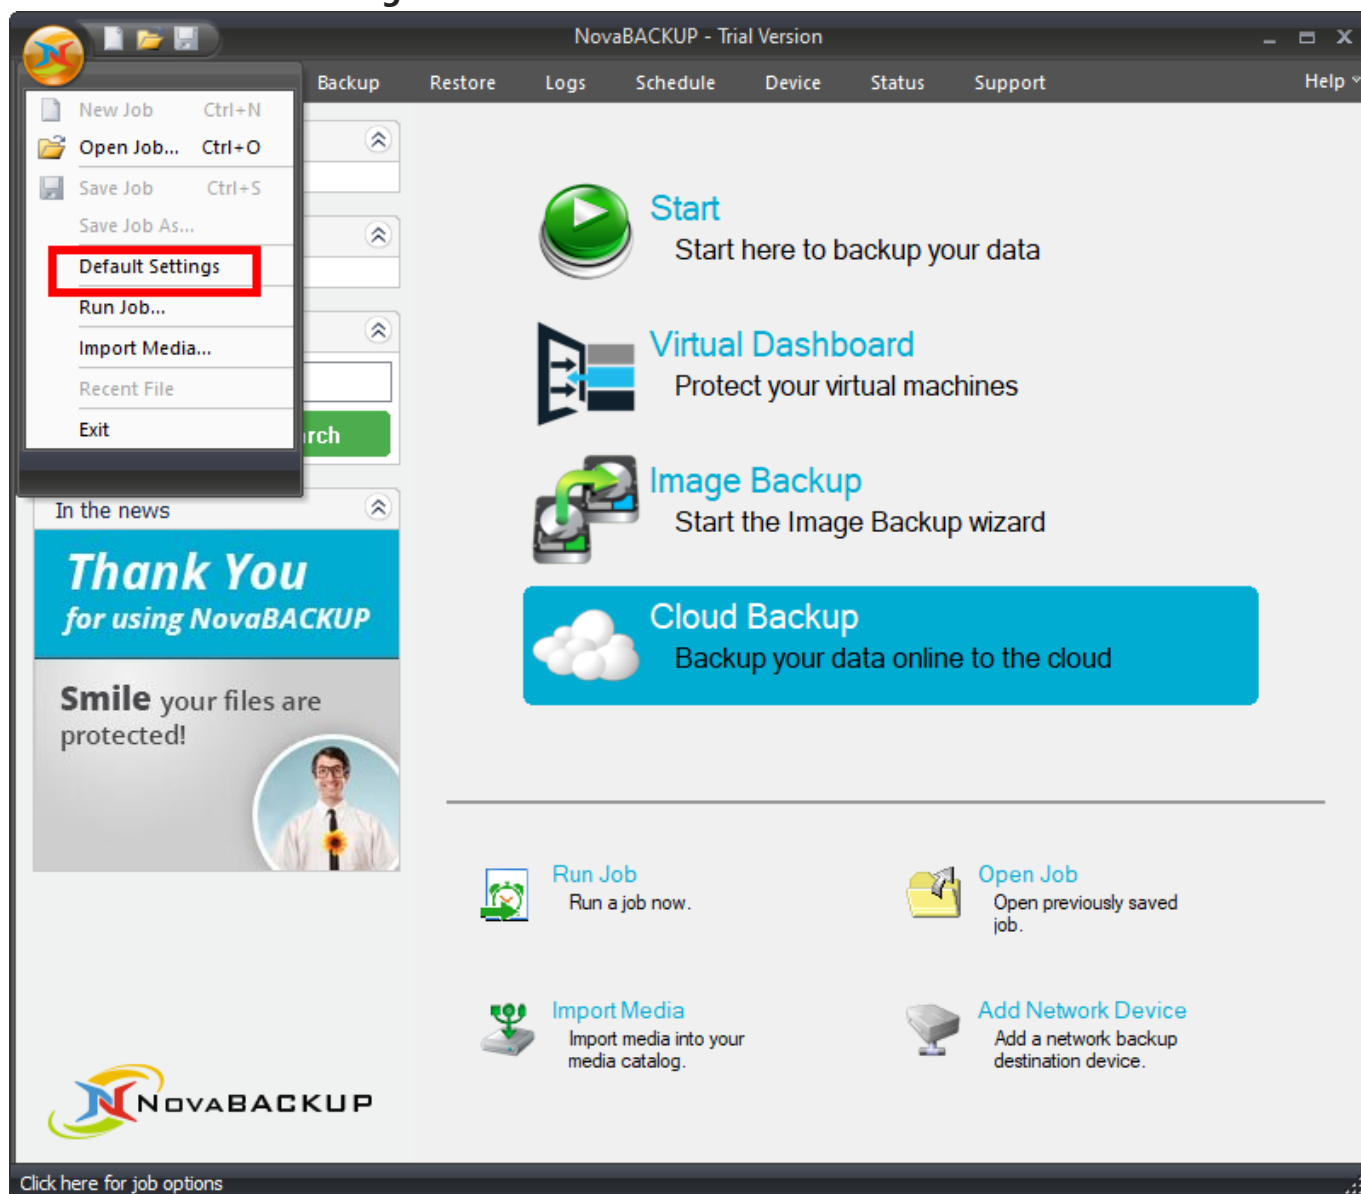 NovaBACKUP - Trial Version
Backup Restore Logs Schedule Device Status Support Help
New Job Ctrl+N
Open Job... Ctrl+O
Save Job Ctrl+S
Save Job As...
Default Settings
Run Job...
Import Media...
Recent File
Exit
In the news
Thank You
for using NovaBACKUP
Smile your files are
protected!
NovaBACKUP
Start
Start here to backup your data
Virtual Dashboard
Protect your virtual machines
Image Backup
Start the Image Backup wizard
Cloud Backup
Backup your data online to the cloud
Run Job
Run a job now.
Open Job
Open previously saved
job.
Import Media
Import media into your
media catalog.
Add Network Device
Add a network backup
destination device.
Click here for job options